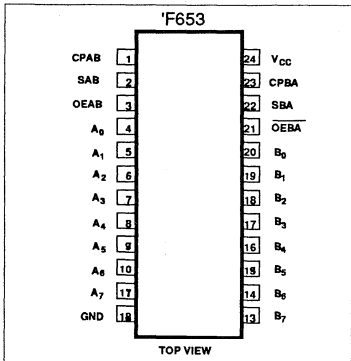 'F653
CPAB 1 24 VCC
SAB 2 23 CPBA
OEAB 3 22 SBA
A0 4 21 OEBA
A1 5 20 B0
A2 6 19 B1
A3 7 18 B2
A4 8 17 B3
A5 9 16 B4
A6 10 15 B5
A7 11 14 B6
GND 12 13 B7
TOP VIEW